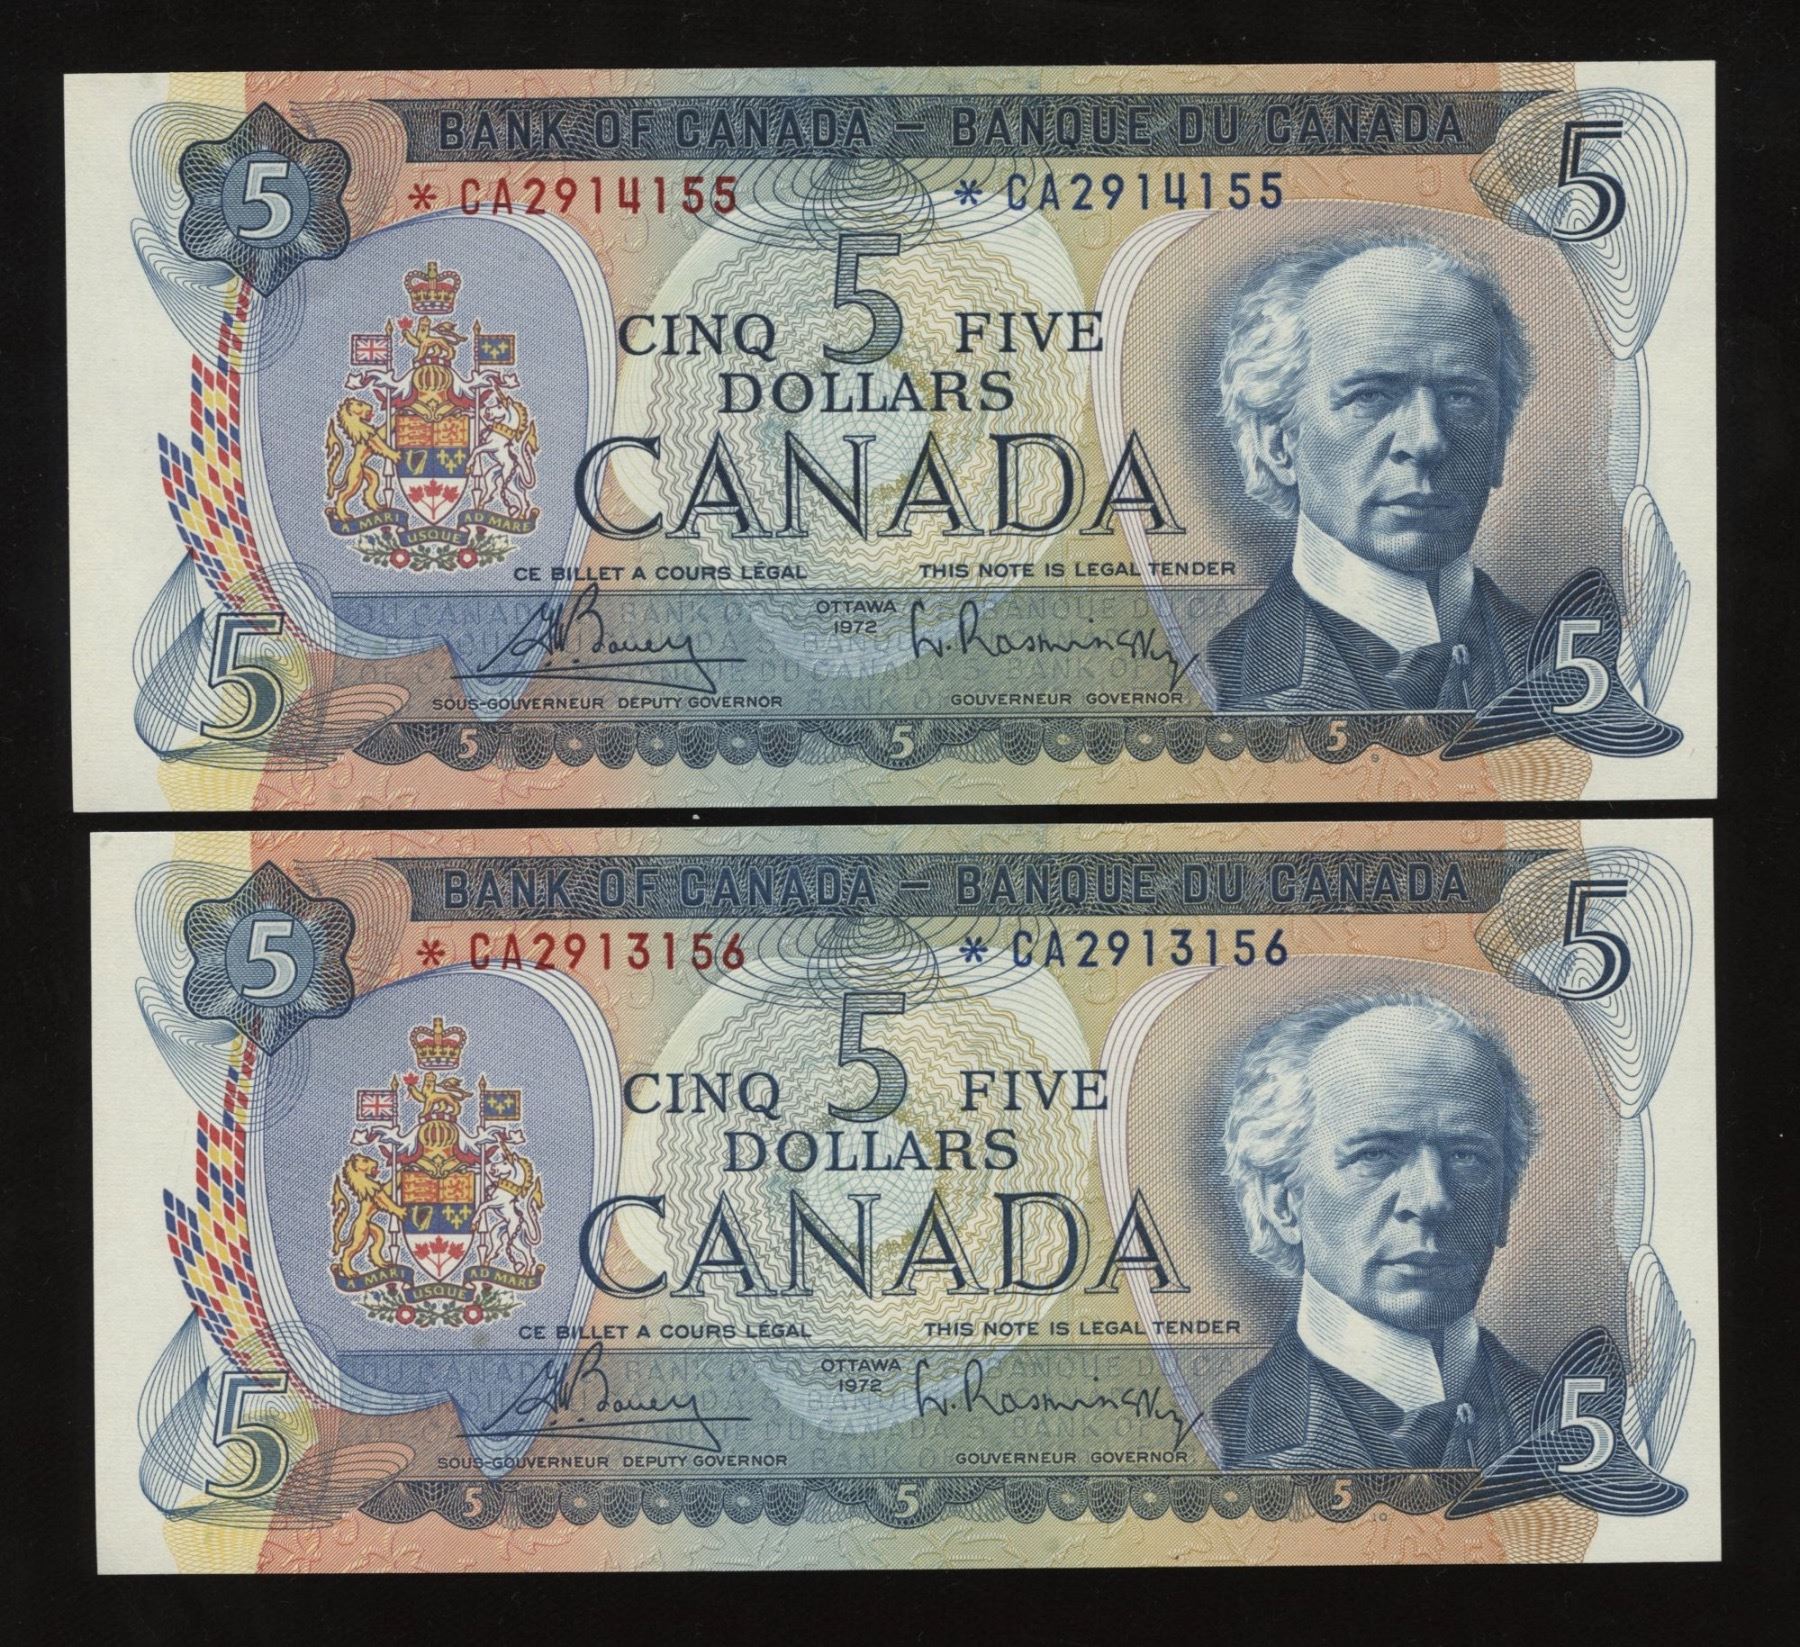 BANK OF CANADA – BANQUE DU CANADA
5 5
* CA2914155 * CA2914155
5
CINQ FIVE
DOLLARS
CANADA
A MARI USQUE AD MARE
CE BILLET A COURS LÉGAL THIS NOTE IS LEGAL TENDER
OTTAWA
1972
5 5
SOUS-GOUVERNEUR DEPUTY GOVERNOR GOUVERNEUR GOVERNOR
5 5 5
9
BANK OF CANADA – BANQUE DU CANADA
5 5
* CA2913156 * CA2913156
5
CINQ FIVE
DOLLARS
CANADA
A MARI USQUE AD MARE
CE BILLET A COURS LÉGAL THIS NOTE IS LEGAL TENDER
OTTAWA
1972
5 5
SOUS-GOUVERNEUR DEPUTY GOVERNOR GOUVERNEUR GOVERNOR
5 5 5
10